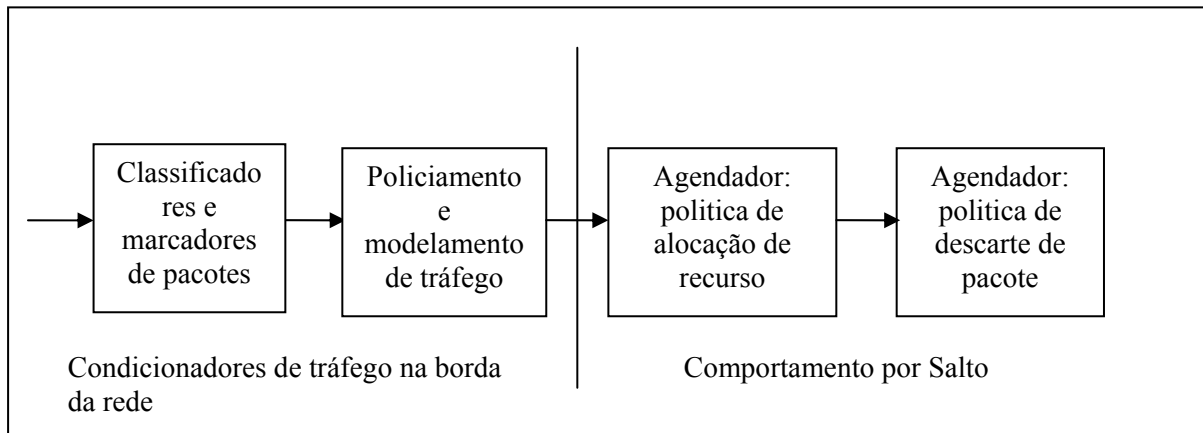 Classificado
res e
marcadores
de pacotes
Policiamento
e
modelamento
de tráfego
Agendador:
politica de
alocação de
recurso
Agendador:
politica de
descarte de
pacote
Condicionadores de tráfego na borda
da rede
Comportamento por Salto